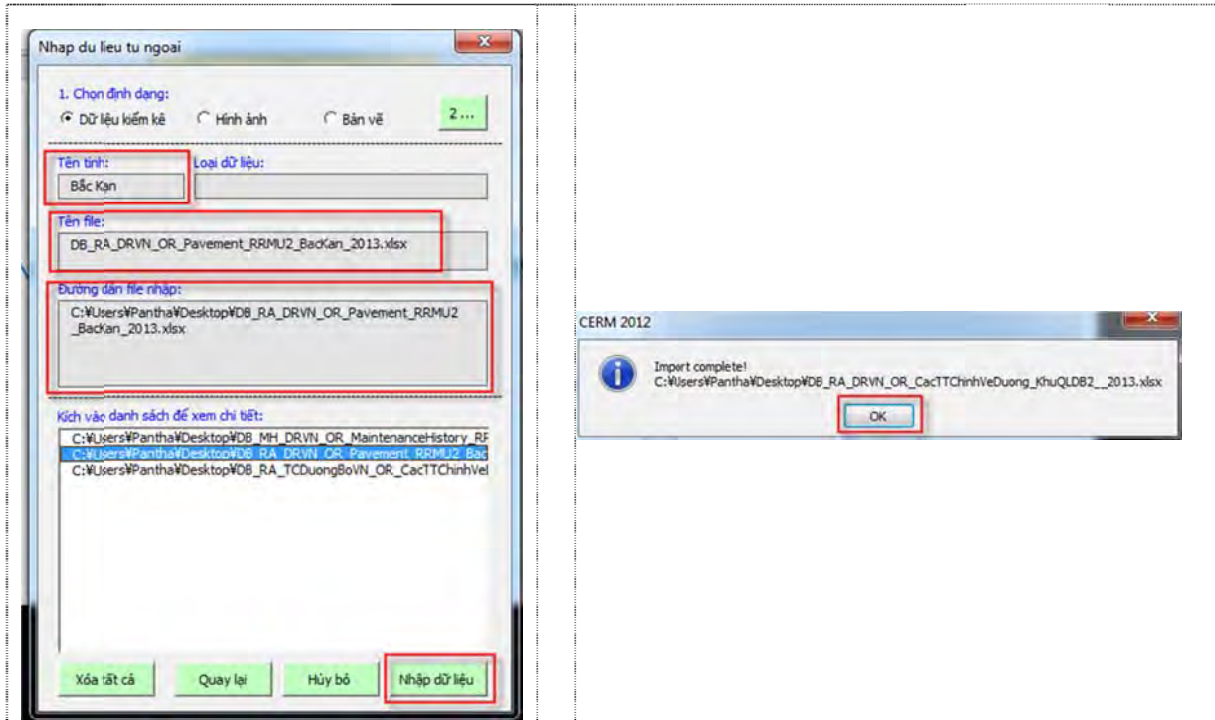 Nhap du lieu tu ngoai
1. Chọn định dạng:
Dữ liệu kiểm kê
Hình ảnh
Bản vẽ
2 ...
Tên tỉnh:
Loại dữ liệu:
Bắc Kạn
Tên file:
DB_RA_DRVN_OR_Pavement_RRMU2_BacKan_2013.xlsx
Đường dẫn file nhập:
C:¥Users¥Pantha¥Desktop¥DB_RA_DRVN_OR_Pavement_RRMU2
_BacKan_2013.xlsx
Kích vào danh sách để xem chi tiết:
C:¥Users¥Pantha¥Desktop¥DB_MH_DRVN_OR_MaintenanceHistory_RF
C:¥Users¥Pantha¥Desktop¥DB_RA_DRVN_OR_Pavement_RRMU2_Bac
C:¥Users¥Pantha¥Desktop¥DB_RA_TCDuongBoVN_OR_CacTTChinhVeI
Xóa tất cả
Quay lại
Hủy bỏ
Nhập dữ liệu
CERM 2012
Import complete!
C:¥Users¥Pantha¥Desktop¥DB_RA_DRVN_OR_CacTTChinhVeDuong_KhuQLDB2__2013.xlsx
OK